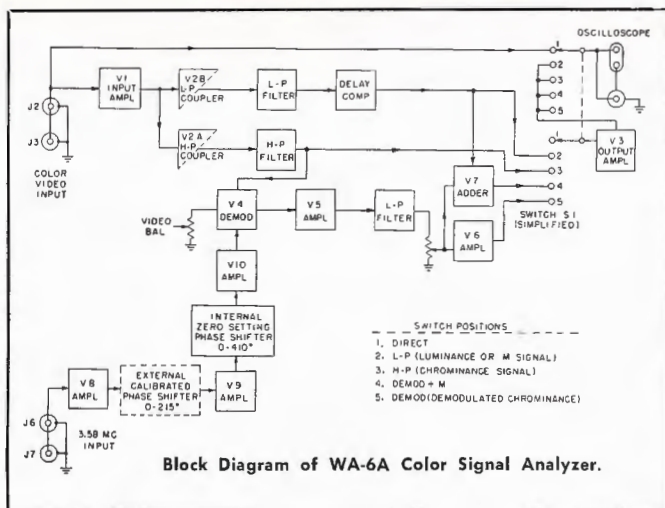 OSCILLOSCOPE
1
2
3
4
5
V1
INPUT
AMPL
V2B
L-P
COUPLER
L-P
FILTER
DELAY
COMP
J2
J3
COLOR
VIDEO
INPUT
V2A
H-P
COUPLER
H-P
FILTER
1
2
3
4
5
V3
OUTPUT
AMPL
SWITCH S1
(SIMPLIFIED)
VIDEO
BAL
V4
DEMOD
V5
AMPL
L-P
FILTER
V7
ADDER
V6
AMPL
V10
AMPL
INTERNAL
ZERO SETTING
PHASE SHIFTER
0-410°
V8
AMPL
EXTERNAL
CALIBRATED
PHASE SHIFTER
0-215°
V9
AMPL
J6
J7
3.58 MC
INPUT
SWITCH POSITIONS
1. DIRECT
2. L-P (LUMINANCE OR M SIGNAL)
3. H-P (CHROMINANCE SIGNAL)
4. DEMOD + M
5. DEMOD (DEMODULATED CHROMINANCE)
Block Diagram of WA-6A Color Signal Analyzer.